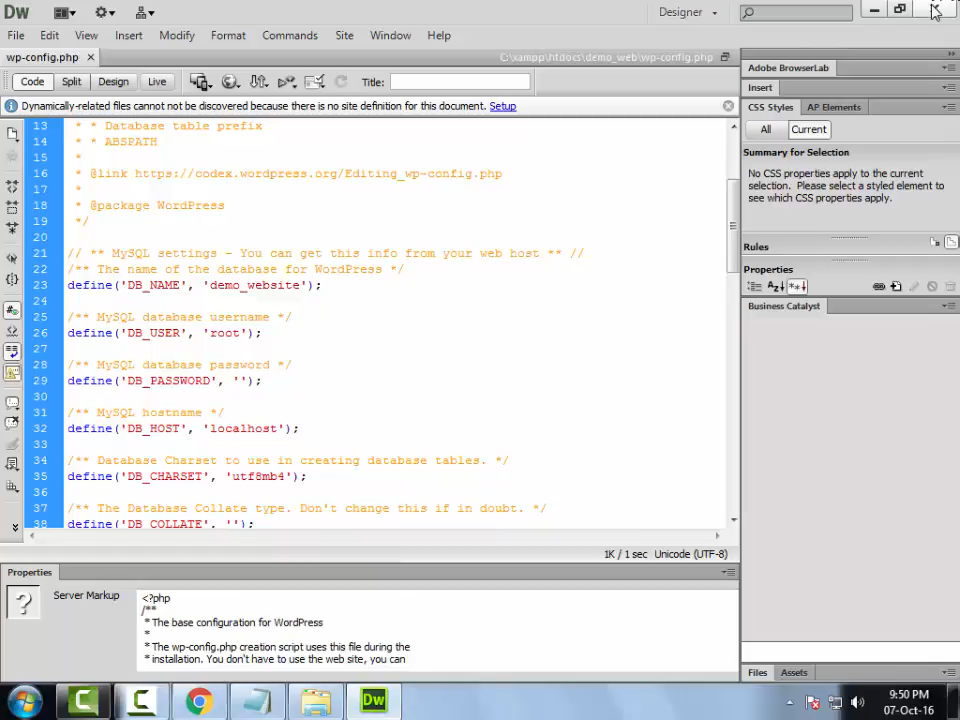 Dw
Designer
File Edit View Insert Modify Format Commands Site Window Help
wp-config.php
C:\xampp\htdocs\demo_web\wp-config.php
Code Split Design Live
Title:
Dynamically-related files cannot not be discovered because there is no site definition for this document. Setup
13 * * Database table prefix
14 * * ABSPATH
15 *
16 * @link https://codex.wordpress.org/Editing_wp-config.php
17 *
18 * @package WordPress
19 */
20
21 // ** MySQL settings - You can get this info from your web host ** //
22 /** The name of the database for WordPress */
23 define('DB_NAME', 'demo_website');
24
25 /** MySQL database username */
26 define('DB_USER', 'root');
27
28 /** MySQL database password */
29 define('DB_PASSWORD', '');
30
31 /** MySQL hostname */
32 define('DB_HOST', 'localhost');
33
34 /** Database Charset to use in creating database tables. */
35 define('DB_CHARSET', 'utf8mb4');
36
37 /** The Database Collate type. Don't change this if in doubt. */
38 define('DB_COLLATE', '');
1K / 1 sec Unicode (UTF-8)
Properties
Server Markup
<?php
/**
* The base configuration for WordPress
*
* The wp-config.php creation script uses this file during the
* installation. You don't have to use the web site, you can
Adobe BrowserLab
Insert
CSS Styles AP Elements
All Current
Summary for Selection
No CSS properties apply to the current
selection. Please select a styled element to
see which CSS properties apply.
Rules
Properties
Business Catalyst
Files Assets
Dw
9:50 PM
07-Oct-16